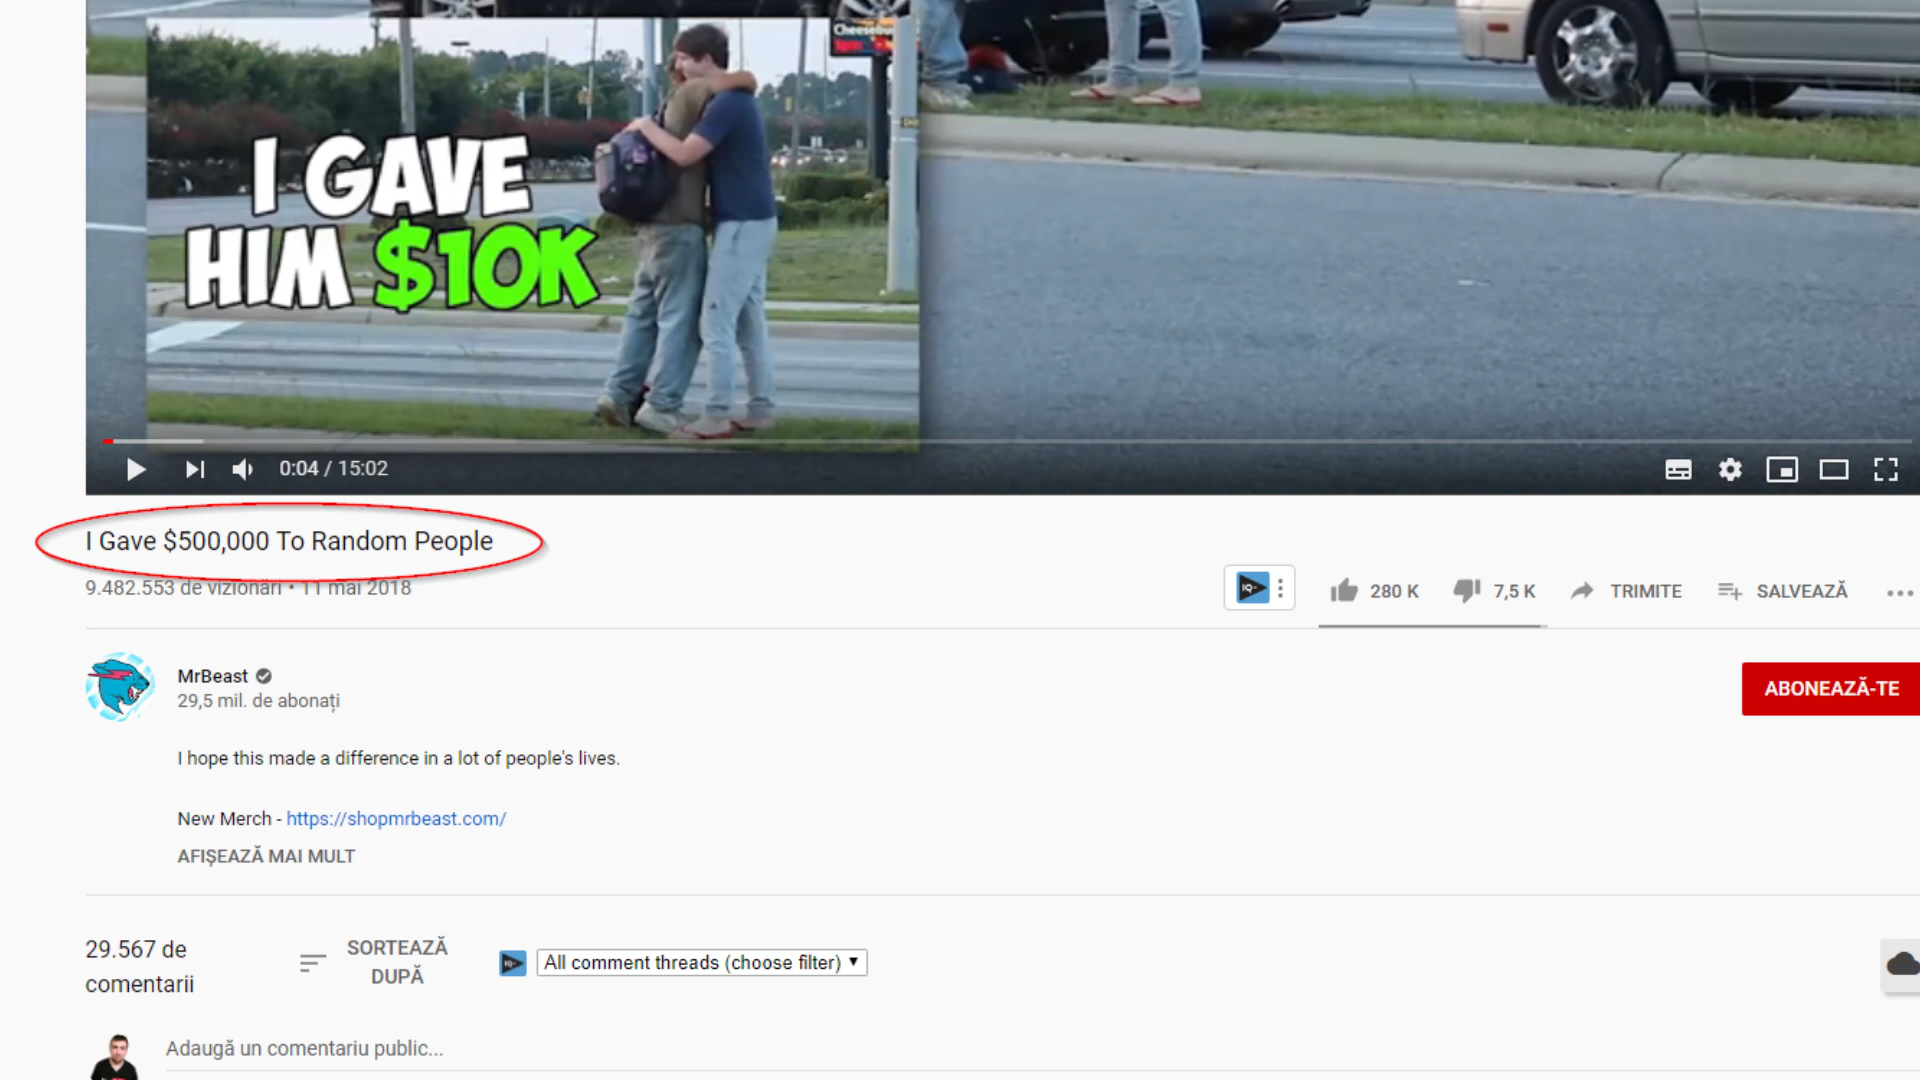 Cheesebu
I GAVE
HIM $10K
0:04 / 15:02
I Gave $500,000 To Random People
9.482.553 de vizionări • 11 mai 2018
IQ
280 K
7,5 K
TRIMITE
SALVEAZĂ
MrBeast
29,5 mil. de abonați
ABONEAZĂ-TE
I hope this made a difference in a lot of people's lives.
New Merch - https://shopmrbeast.com/
AFIȘEAZĂ MAI MULT
29.567 de
comentarii
SORTEAZĂ
DUPĂ
All comment threads (choose filter)
Adaugă un comentariu public...